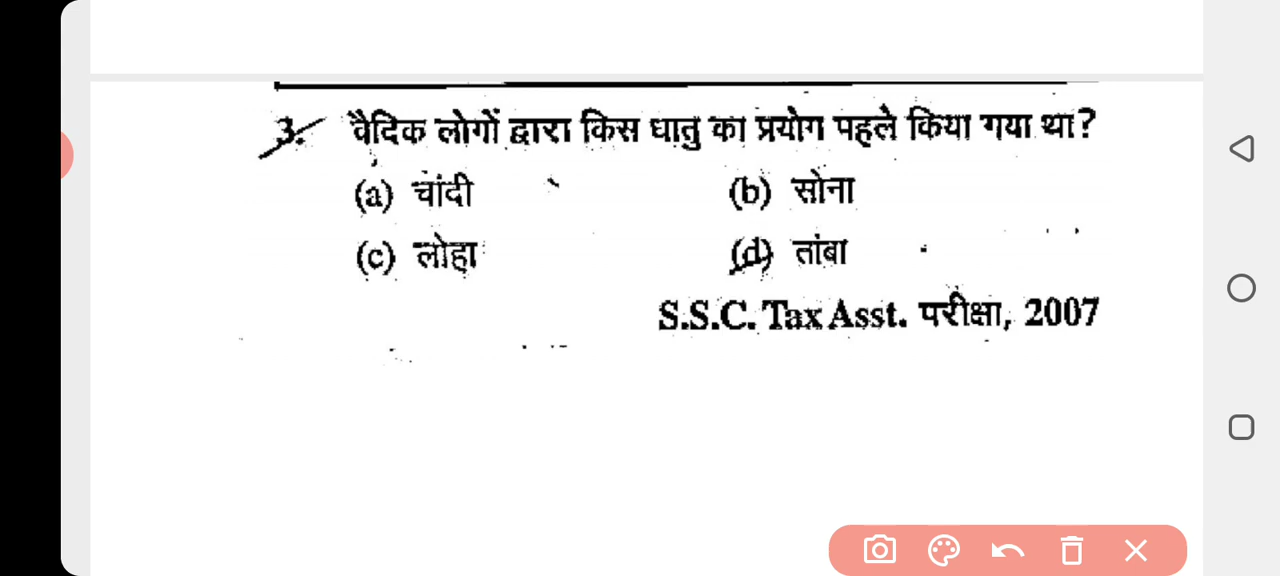 3. वैदिक लोगों द्वारा किस धातु का प्रयोग पहले किया गया था?
(a) चांदी (b) सोना
(c) लोहा (d) तांबा
S.S.C. Tax Asst. परीक्षा, 2007